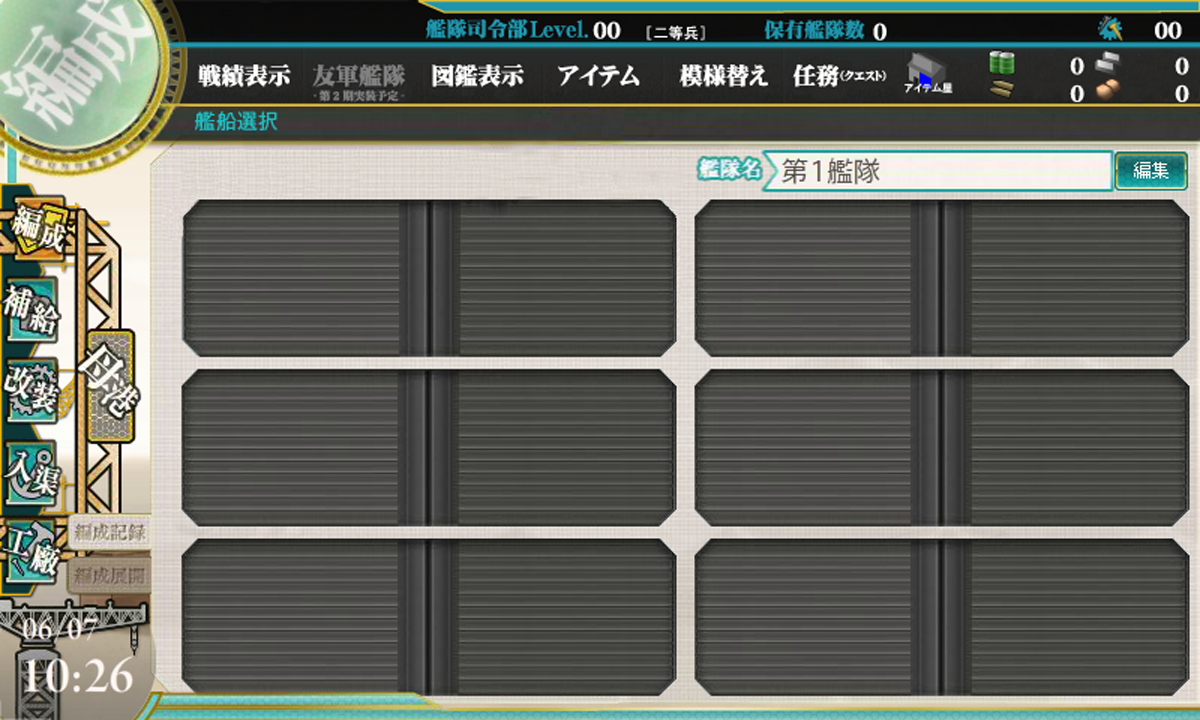 編成
艦隊司令部Level. 00 [二等兵] 保有艦隊数 0 00
戦績表示 友軍艦隊 図鑑表示 アイテム 模様替え 任務(クエスト) アイテム屋 0 0
-第2期実装予定- 0 0
艦船選択
艦隊名 第1艦隊 編集
編成
補給
母港
改装
入渠
工廠
編成記録
編成展開
06/07
10:26